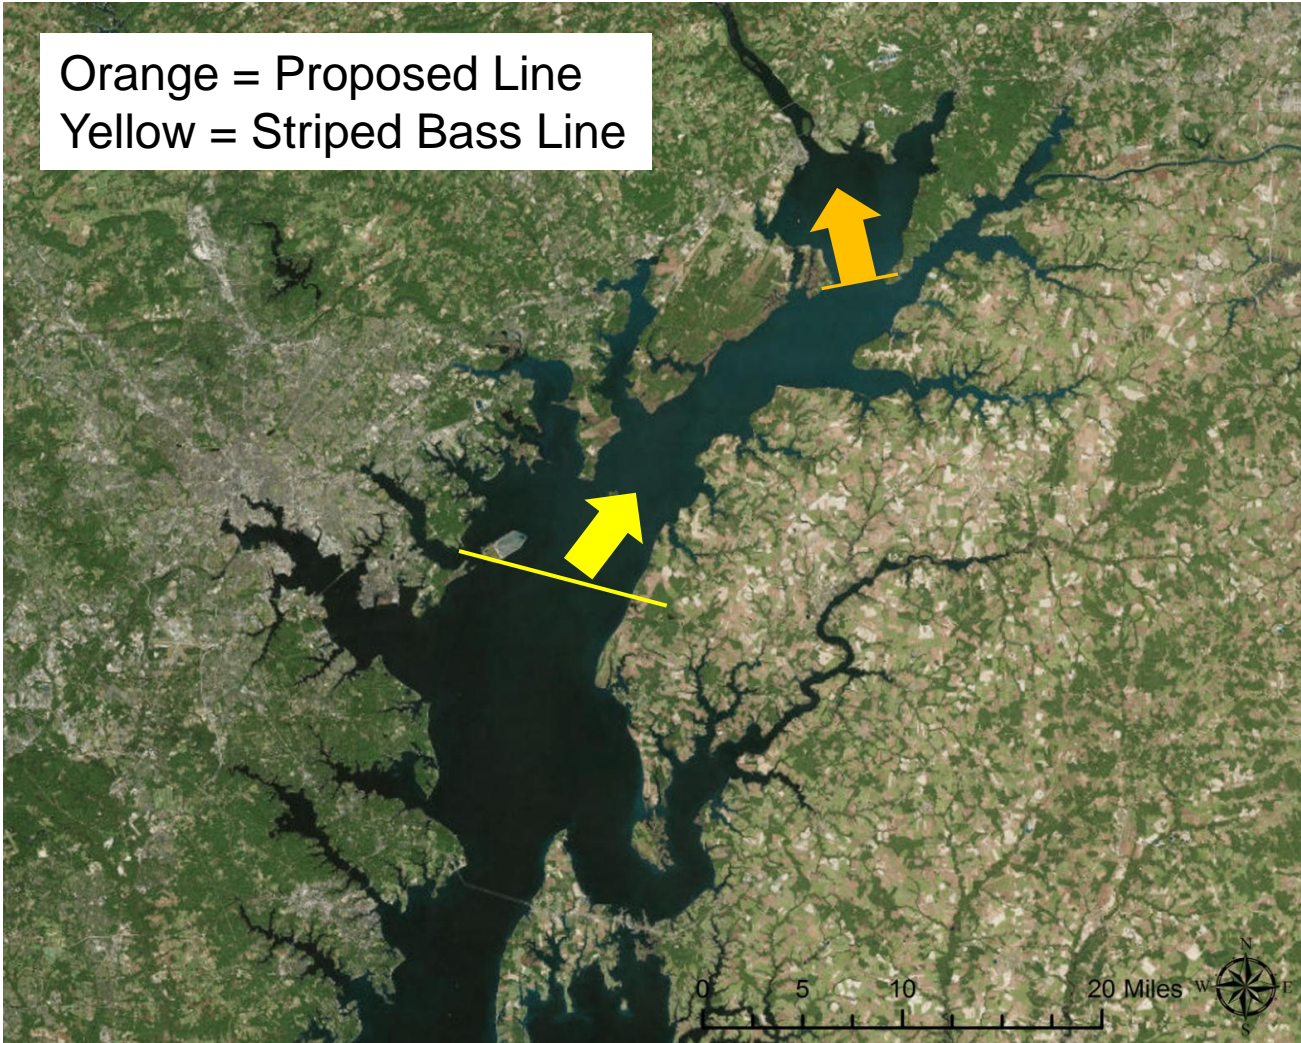 Orange = Proposed Line
Yellow = Striped Bass Line
N
W E
S
0 5 10 20 Miles